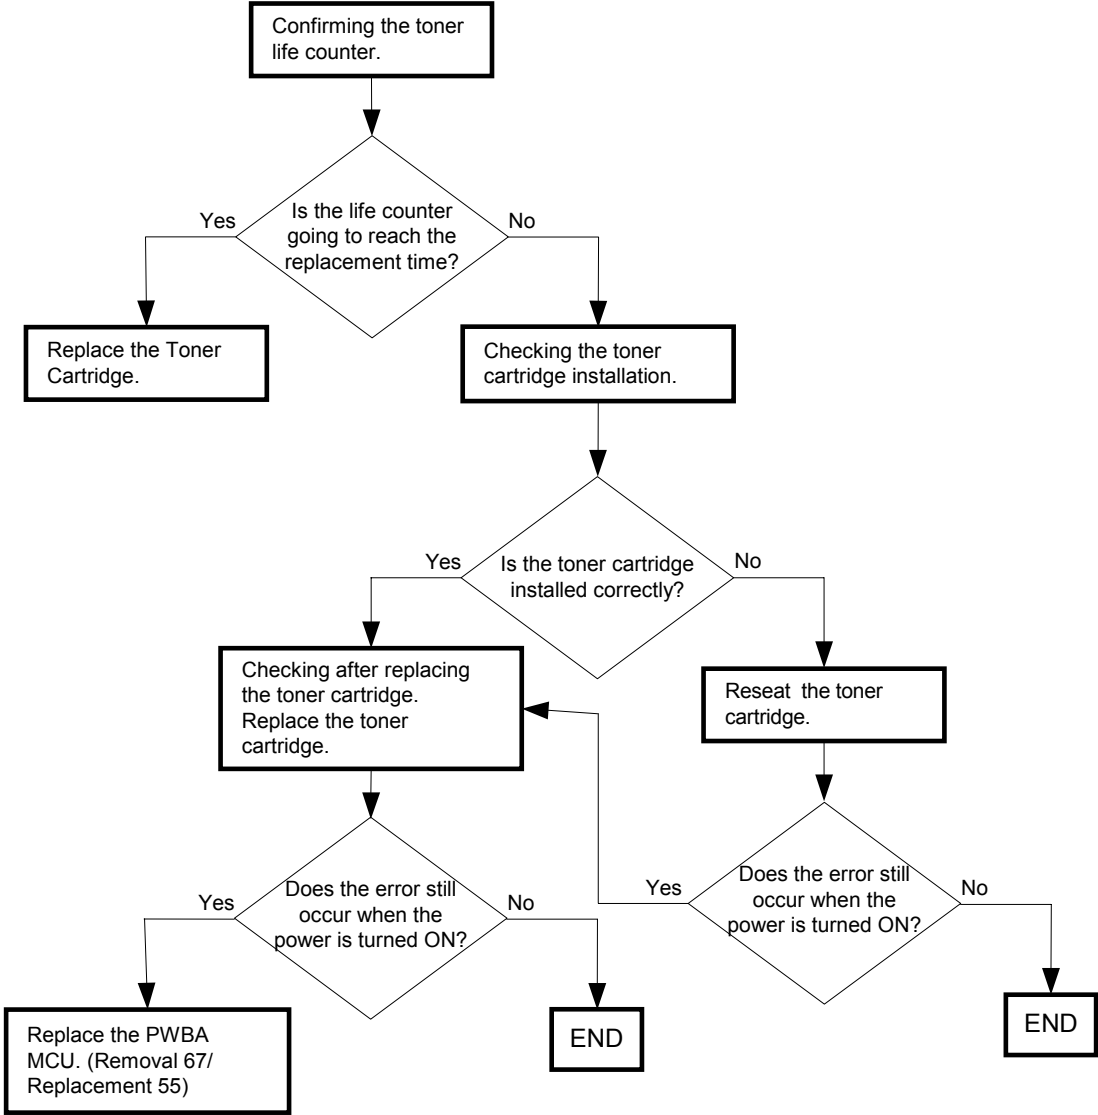 Confirming the toner
life counter.
Is the life counter
going to reach the
replacement time?
Yes
No
Replace the Toner
Cartridge.
Checking the toner
cartridge installation.
Is the toner cartridge
installed correctly?
Yes
No
Checking after replacing
the toner cartridge.
Replace the toner
cartridge.
Reseat the toner
cartridge.
Does the error still
occur when the
power is turned ON?
Yes
No
Does the error still
occur when the
power is turned ON?
Yes
No
Replace the PWBA
MCU. (Removal 67/
Replacement 55)
END
END